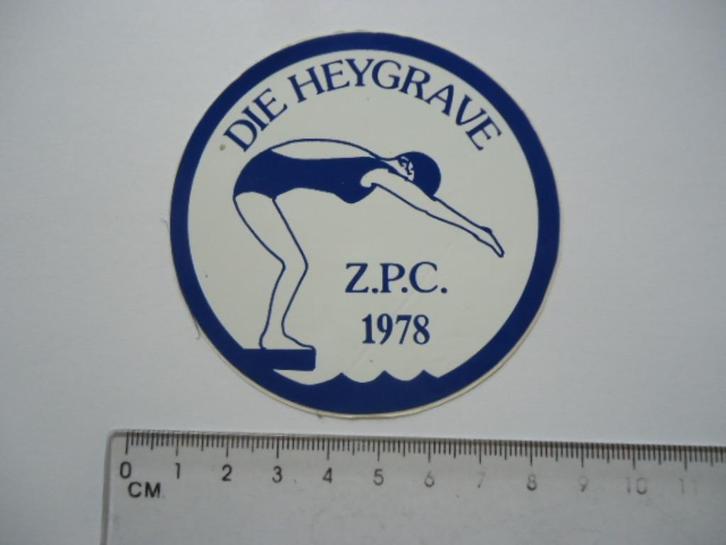 DIE HEYGRAVE
Z.P.C.
1978
0 1 2 3 4 5 6 7 8 9 10 11
CM